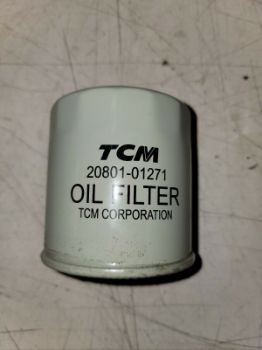 TCM
20801-01271
OIL FILTER
TCM CORPORATION